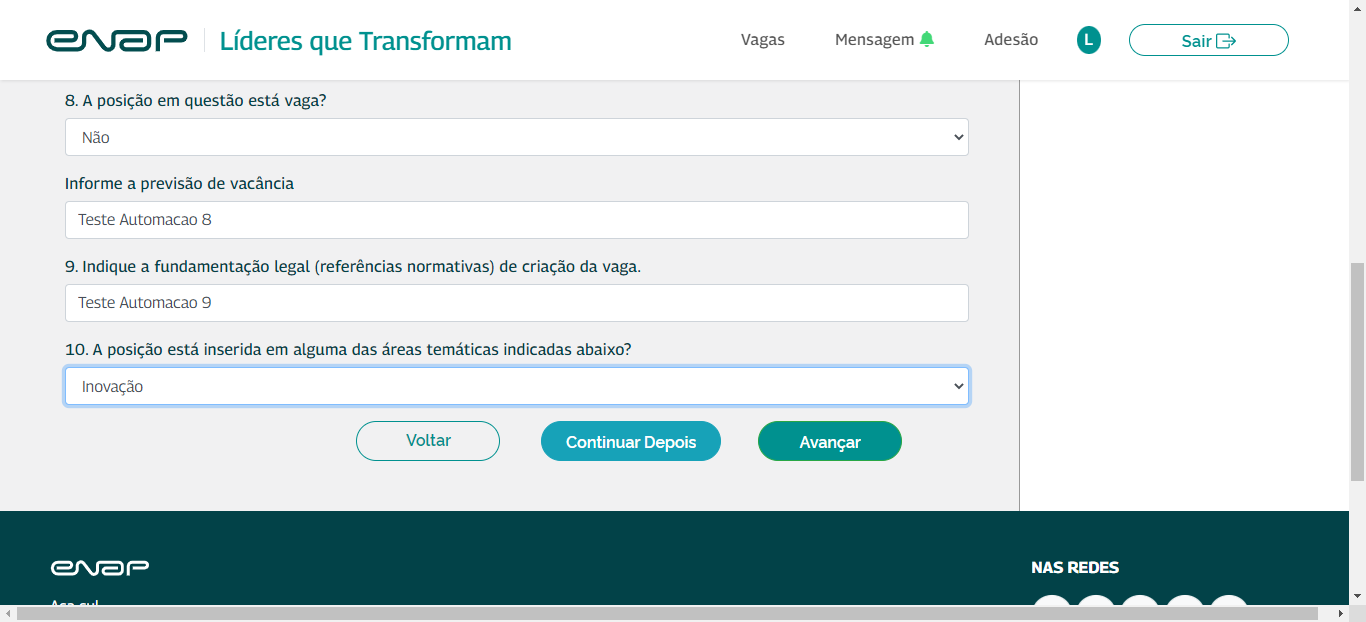 enap
Líderes que Transformam
Vagas
Mensagem
Adesão
L
Sair
8. A posição em questão está vaga?
Não
Informe a previsão de vacância
Teste Automacao 8
9. Indique a fundamentação legal (referências normativas) de criação da vaga.
Teste Automacao 9
10. A posição está inserida em alguma das áreas temáticas indicadas abaixo?
Inovação
Voltar
Continuar Depois
Avançar
enap
NAS REDES
Asa sul